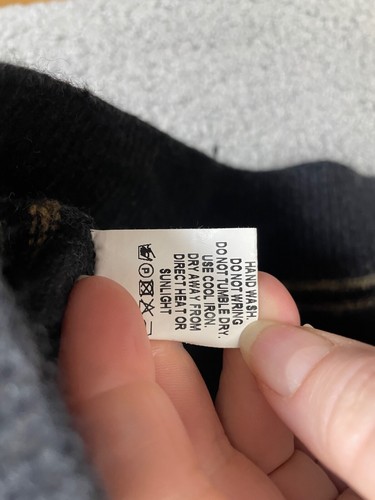 HAND WASH.
DO NOT WRING
DO NOT TUMBLE DRY.
USE COOL IRON.
DRY AWAY FROM
DIRECT HEAT OR
SUNLIGHT
P